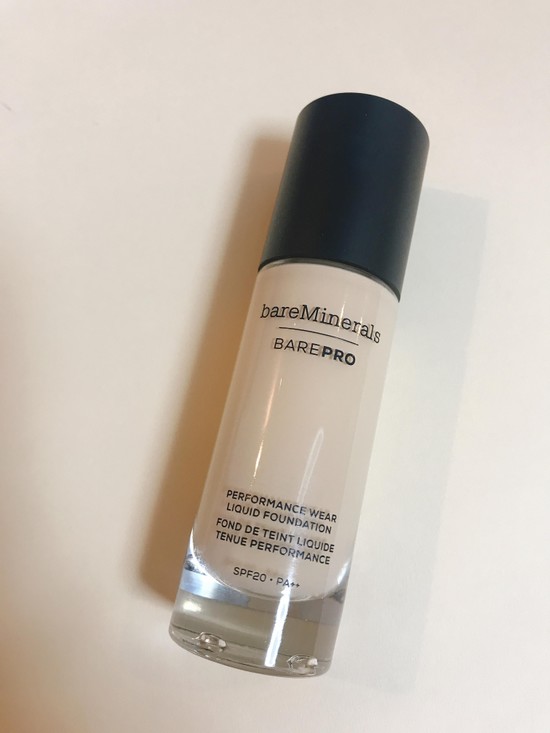 bareMinerals
BAREPRO
PERFORMANCE WEAR
LIQUID FOUNDATION
FOND DE TEINT LIQUIDE
TENUE PERFORMANCE
SPF20 • PA++